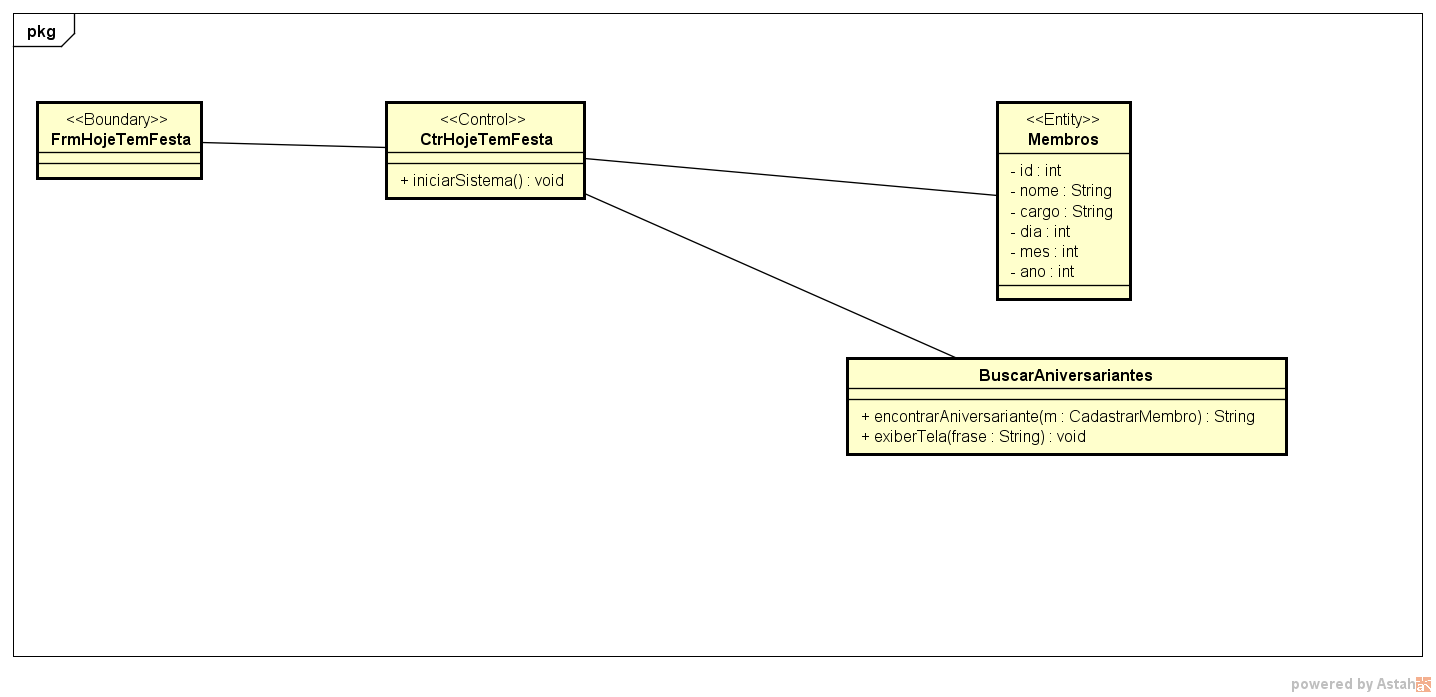 pkg
<<Boundary>>
FrmHojeTemFesta
<<Control>>
CtrHojeTemFesta
+ iniciarSistema() : void
<<Entity>>
Membros
- id : int
- nome : String
- cargo : String
- dia : int
- mes : int
- ano : int
BuscarAniversariantes
+ encontrarAniversariante(m : CadastrarMembro) : String
+ exiberTela(frase : String) : void
powered by Astah